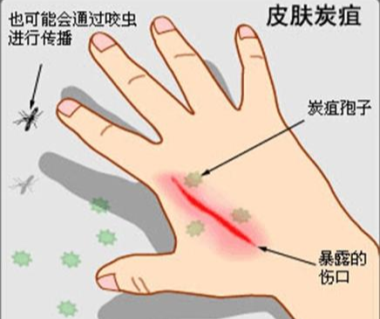 皮肤炭疽
也可能会通过咬虫
进行传播
炭疽孢子
暴露的
伤口